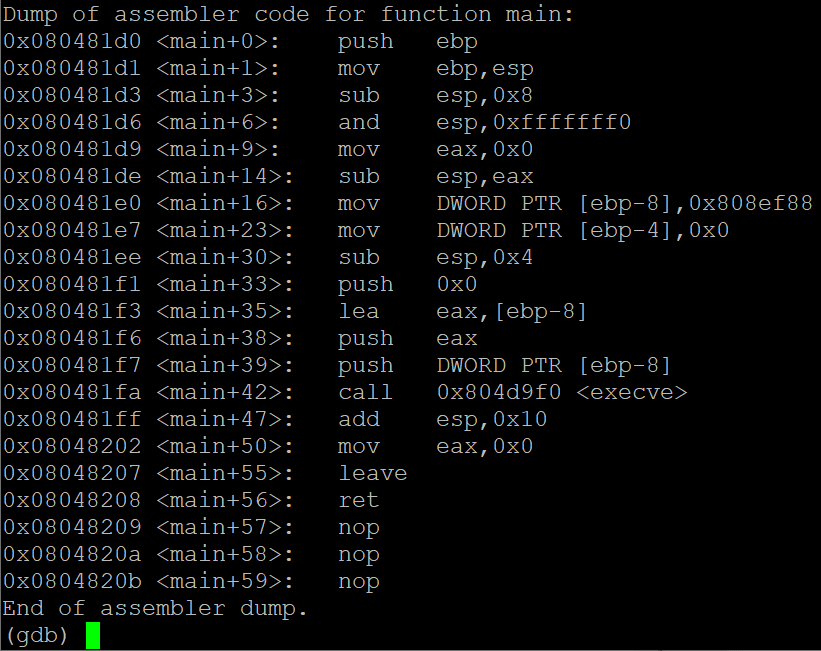 Dump of assembler code for function main:
0x080481d0 <main+0>:    push   ebp
0x080481d1 <main+1>:    mov    ebp,esp
0x080481d3 <main+3>:    sub    esp,0x8
0x080481d6 <main+6>:    and    esp,0xfffffff0
0x080481d9 <main+9>:    mov    eax,0x0
0x080481de <main+14>:   sub    esp,eax
0x080481e0 <main+16>:   mov    DWORD PTR [ebp-8],0x808ef88
0x080481e7 <main+23>:   mov    DWORD PTR [ebp-4],0x0
0x080481ee <main+30>:   sub    esp,0x4
0x080481f1 <main+33>:   push   0x0
0x080481f3 <main+35>:   lea    eax,[ebp-8]
0x080481f6 <main+38>:   push   eax
0x080481f7 <main+39>:   push   DWORD PTR [ebp-8]
0x080481fa <main+42>:   call   0x804d9f0 <execve>
0x080481ff <main+47>:   add    esp,0x10
0x08048202 <main+50>:   mov    eax,0x0
0x08048207 <main+55>:   leave
0x08048208 <main+56>:   ret
0x08048209 <main+57>:   nop
0x0804820a <main+58>:   nop
0x0804820b <main+59>:   nop
End of assembler dump.
(gdb)